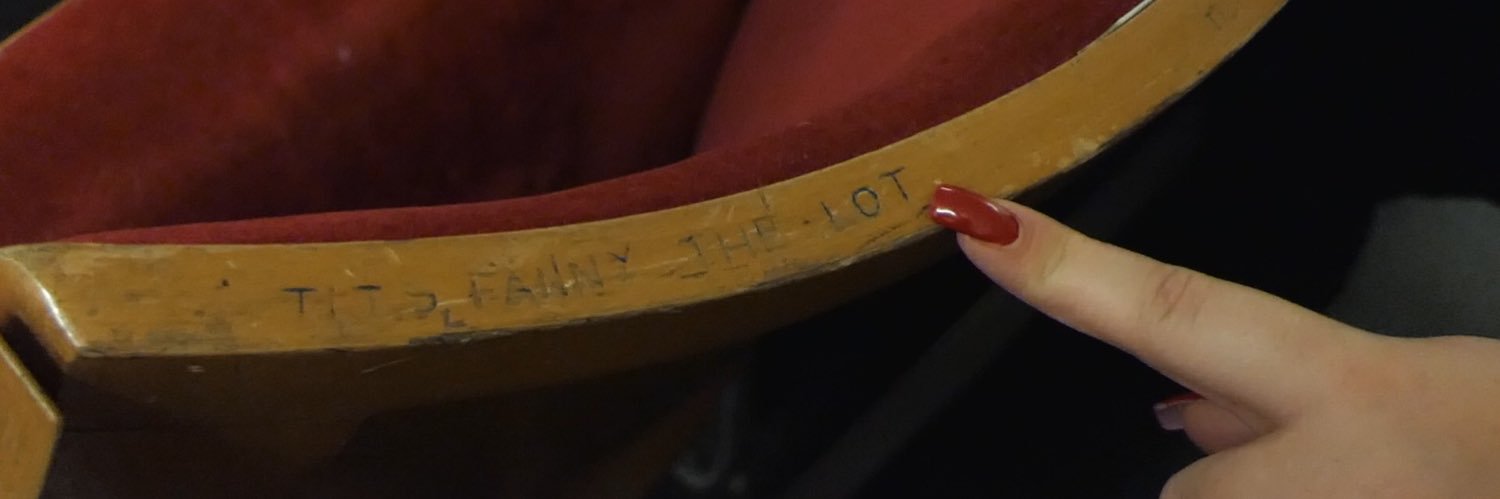 TITS FANNY THE LOT